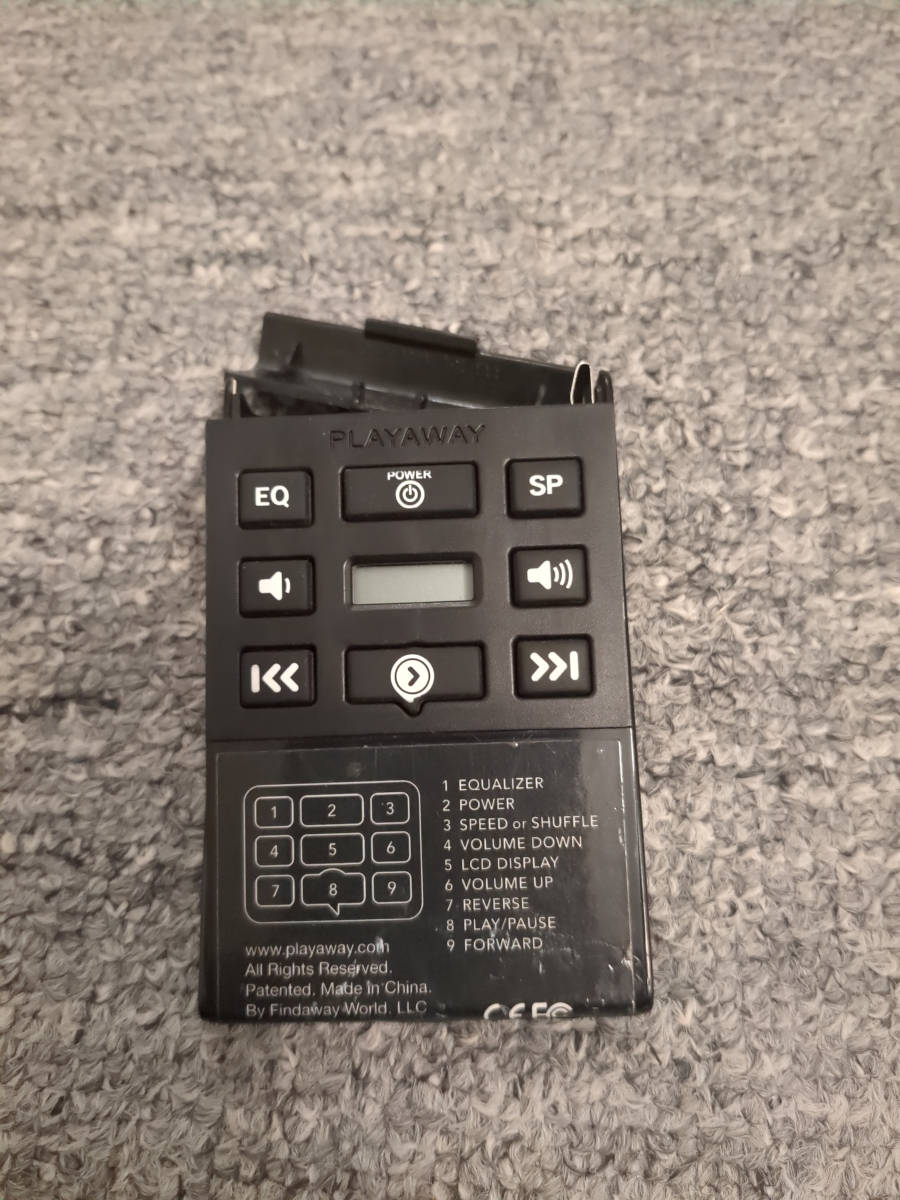 PLAYAWAY
EQ
POWER
SP
1 2 3
4 5 6
7 8 9
1 EQUALIZER
2 POWER
3 SPEED or SHUFFLE
4 VOLUME DOWN
5 LCD DISPLAY
6 VOLUME UP
7 REVERSE
8 PLAY/PAUSE
9 FORWARD
www.playaway.com
All Rights Reserved.
Patented. Made In China.
By Findaway World, LLC
CE FC